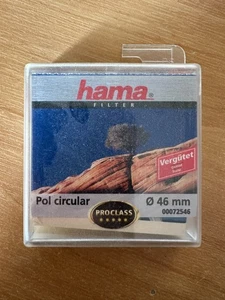 hama
FILTER
Vergütet
Pol circular
PROCLASS
Ø 46 mm
00072546